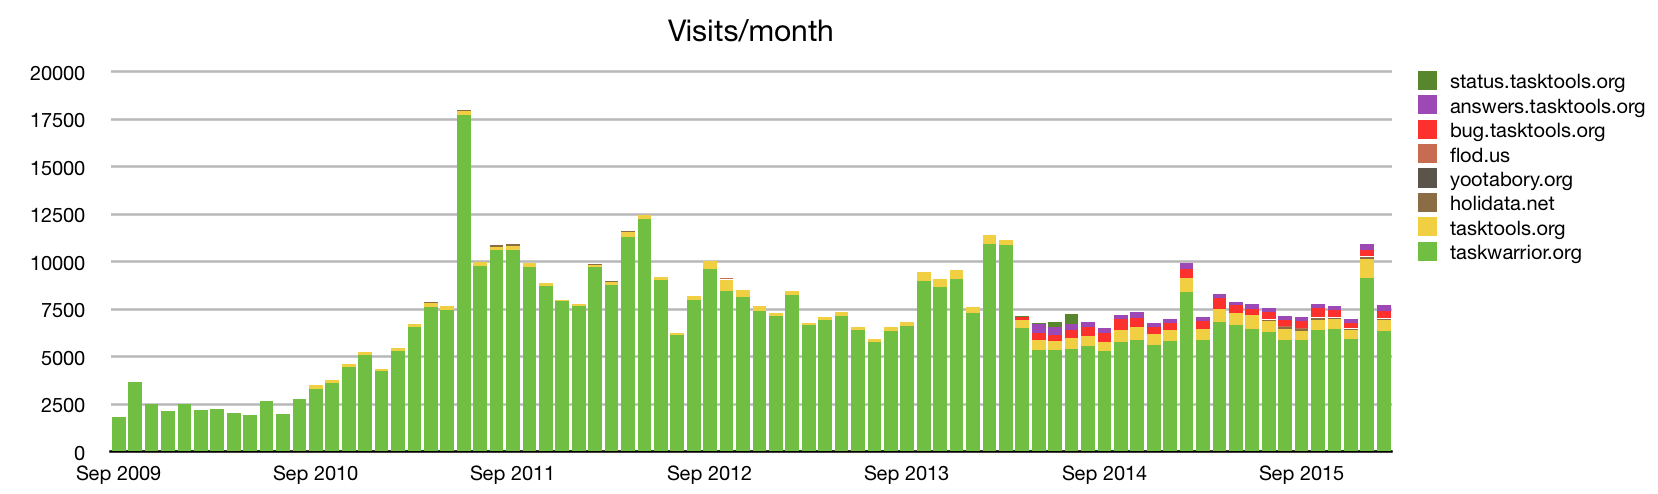 Visits/month
20000
17500
15000
12500
10000
7500
5000
2500
0
Sep 2009 Sep 2010 Sep 2011 Sep 2012 Sep 2013 Sep 2014 Sep 2015
status.tasktools.org
answers.tasktools.org
bug.tasktools.org
flod.us
yootabory.org
holidata.net
tasktools.org
taskwarrior.org